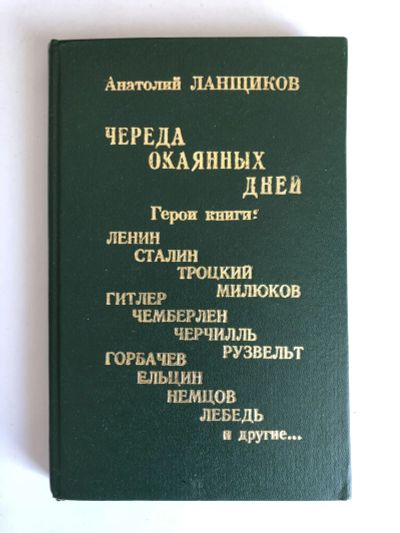 Анатолий ЛАНЩИКОВ
ЧЕРЕДА
ОКАЯННЫХ
ДНЕЙ
Герои книги:
ЛЕНИН
СТАЛИН
ТРОЦКИЙ
МИЛЮКОВ
ГИТЛЕР
ЧЕМБЕРЛЕН
ЧЕРЧИЛЛЬ
РУЗВЕЛЬТ
ГОРБАЧЕВ
ЕЛЬЦИН
НЕМЦОВ
ЛЕБЕДЬ
и другие...